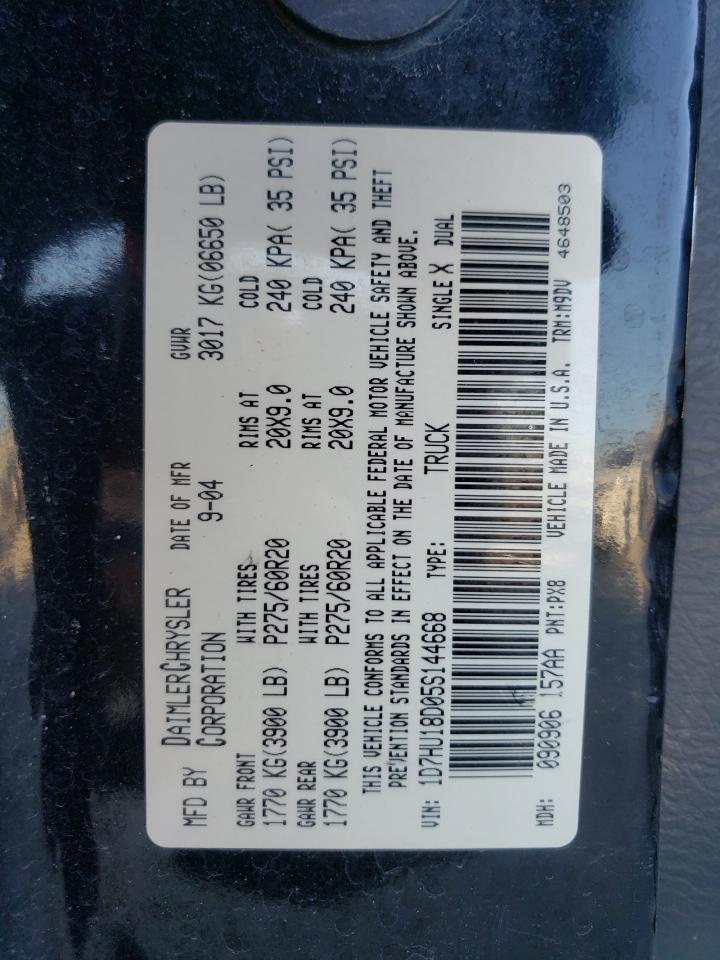 MFD BY DAIMLERCHRYSLER CORPORATION DATE OF MFR 9-04 GVWR 3017 KG(06650 LB)
GAWR FRONT WITH TIRES RIMS AT COLD
1770 KG(3900 LB) P275/60R20 20X9.0 240 KPA( 35 PSI)
GAWR REAR WITH TIRES RIMS AT COLD
1770 KG(3900 LB) P275/60R20 20X9.0 240 KPA( 35 PSI)
THIS VEHICLE CONFORMS TO ALL APPLICABLE FEDERAL MOTOR VEHICLE SAFETY AND THEFT
PREVENTION STANDARDS IN EFFECT ON THE DATE OF MANUFACTURE SHOWN ABOVE.
VIN: 1D7HU18D05S144668 TYPE: TRUCK SINGLE X DUAL
MDH: 090906 157AA PNT:PX8 VEHICLE MADE IN U.S.A. TRM:M9DV 4648503